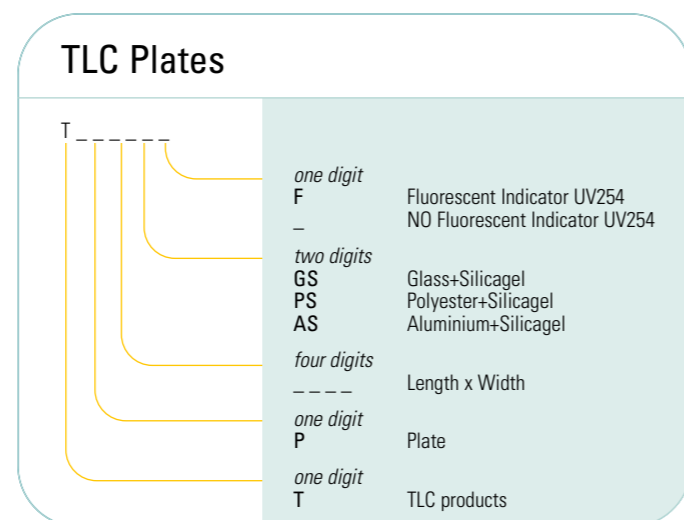 TLC Plates
T _ _ _ _ _ _
one digit
F Fluorescent Indicator UV254
_ NO Fluorescent Indicator UV254
two digits
GS Glass+Silicagel
PS Polyester+Silicagel
AS Aluminium+Silicagel
four digits
_ _ _ _ Length x Width
one digit
P Plate
one digit
T TLC products